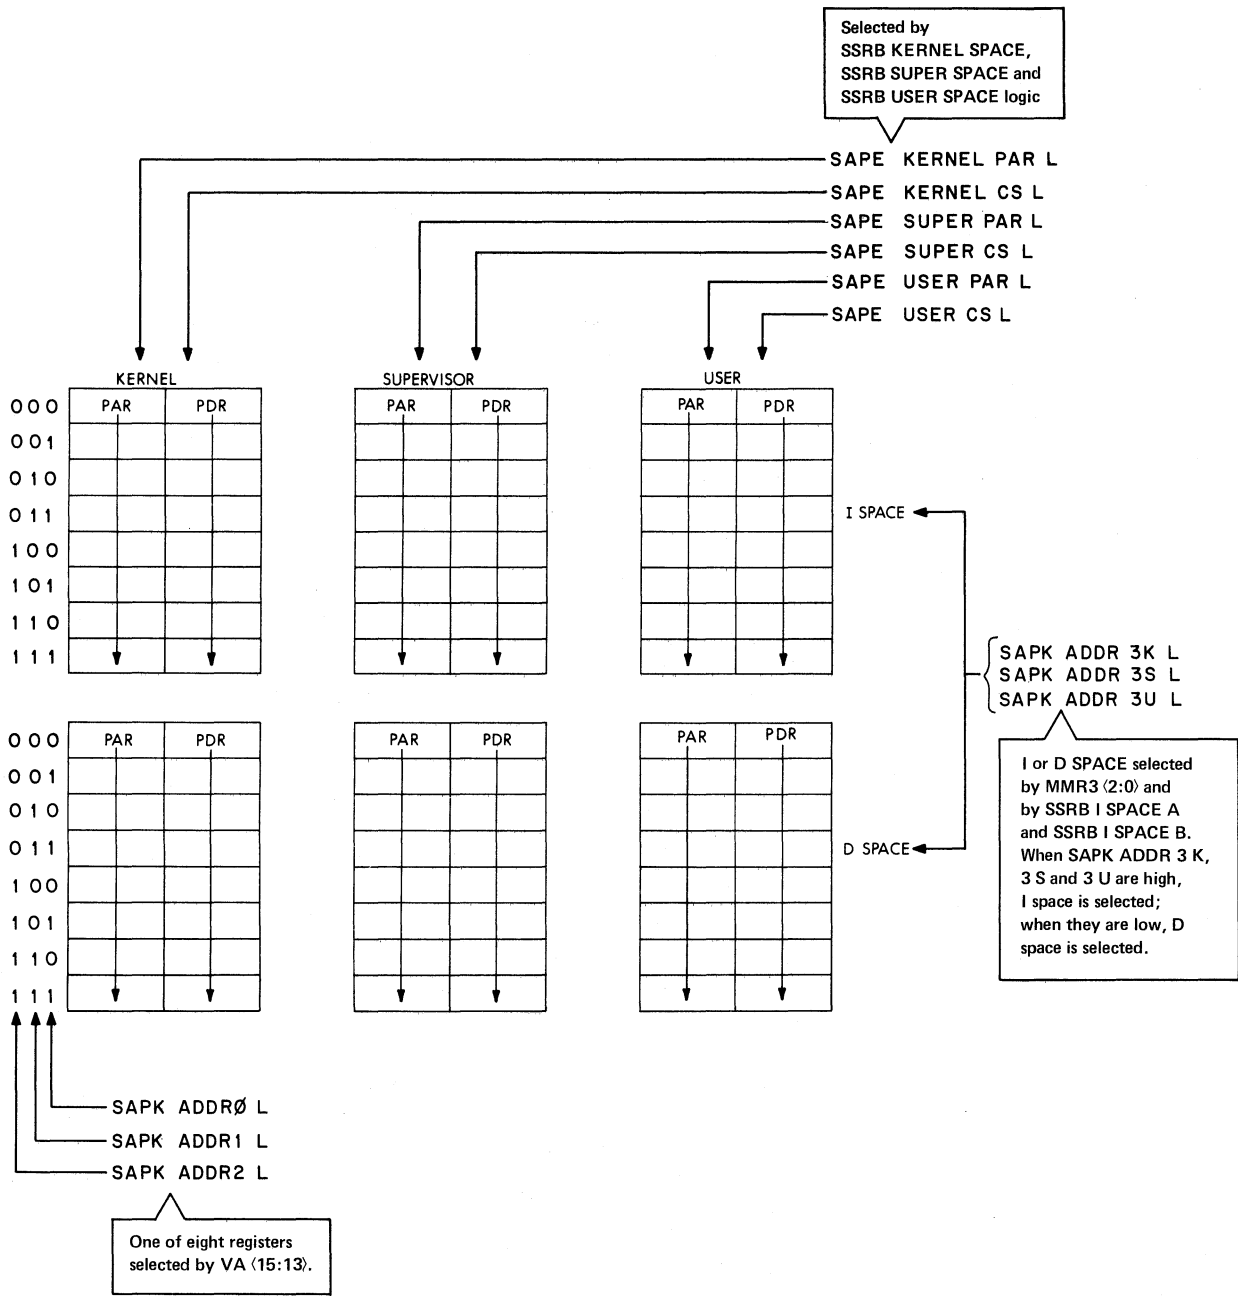 Selected by
SSRB KERNEL SPACE,
SSRB SUPER SPACE and
SSRB USER SPACE logic
SAPE KERNEL PAR L
SAPE KERNEL CS L
SAPE SUPER PAR L
SAPE SUPER CS L
SAPE USER PAR L
SAPE USER CS L
KERNEL SUPERVISOR USER
000 PAR PDR PAR PDR PAR PDR
001
010
011 I SPACE
100
101
110
111
SAPK ADDR 3K L
SAPK ADDR 3S L
SAPK ADDR 3U L
000 PAR PDR PAR PDR PAR PDR
001
010
011 D SPACE
100
101
110
111
I or D SPACE selected
by MMR3 ⟨2:0⟩ and
by SSRB I SPACE A
and SSRB I SPACE B.
When SAPK ADDR 3 K,
3 S and 3 U are high,
I space is selected;
when they are low, D
space is selected.
SAPK ADDRØ L
SAPK ADDR1 L
SAPK ADDR2 L
One of eight registers
selected by VA ⟨15:13⟩.